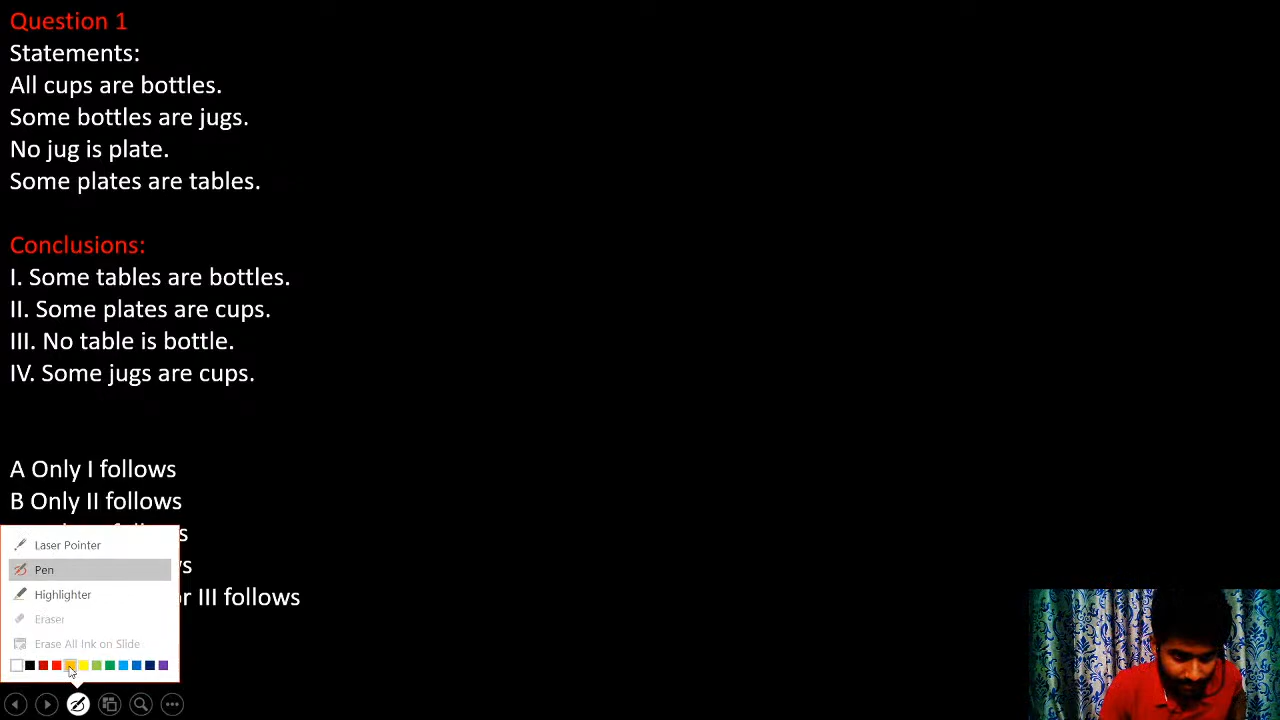 Question 1
Statements:
All cups are bottles.
Some bottles are jugs.
No jug is plate.
Some plates are tables.
Conclusions:
I. Some tables are bottles.
II. Some plates are cups.
III. No table is bottle.
IV. Some jugs are cups.
A Only I follows
B Only II follows
Laser Pointer
Pen
Highlighter
III follows
Eraser
Erase All Ink on Slide